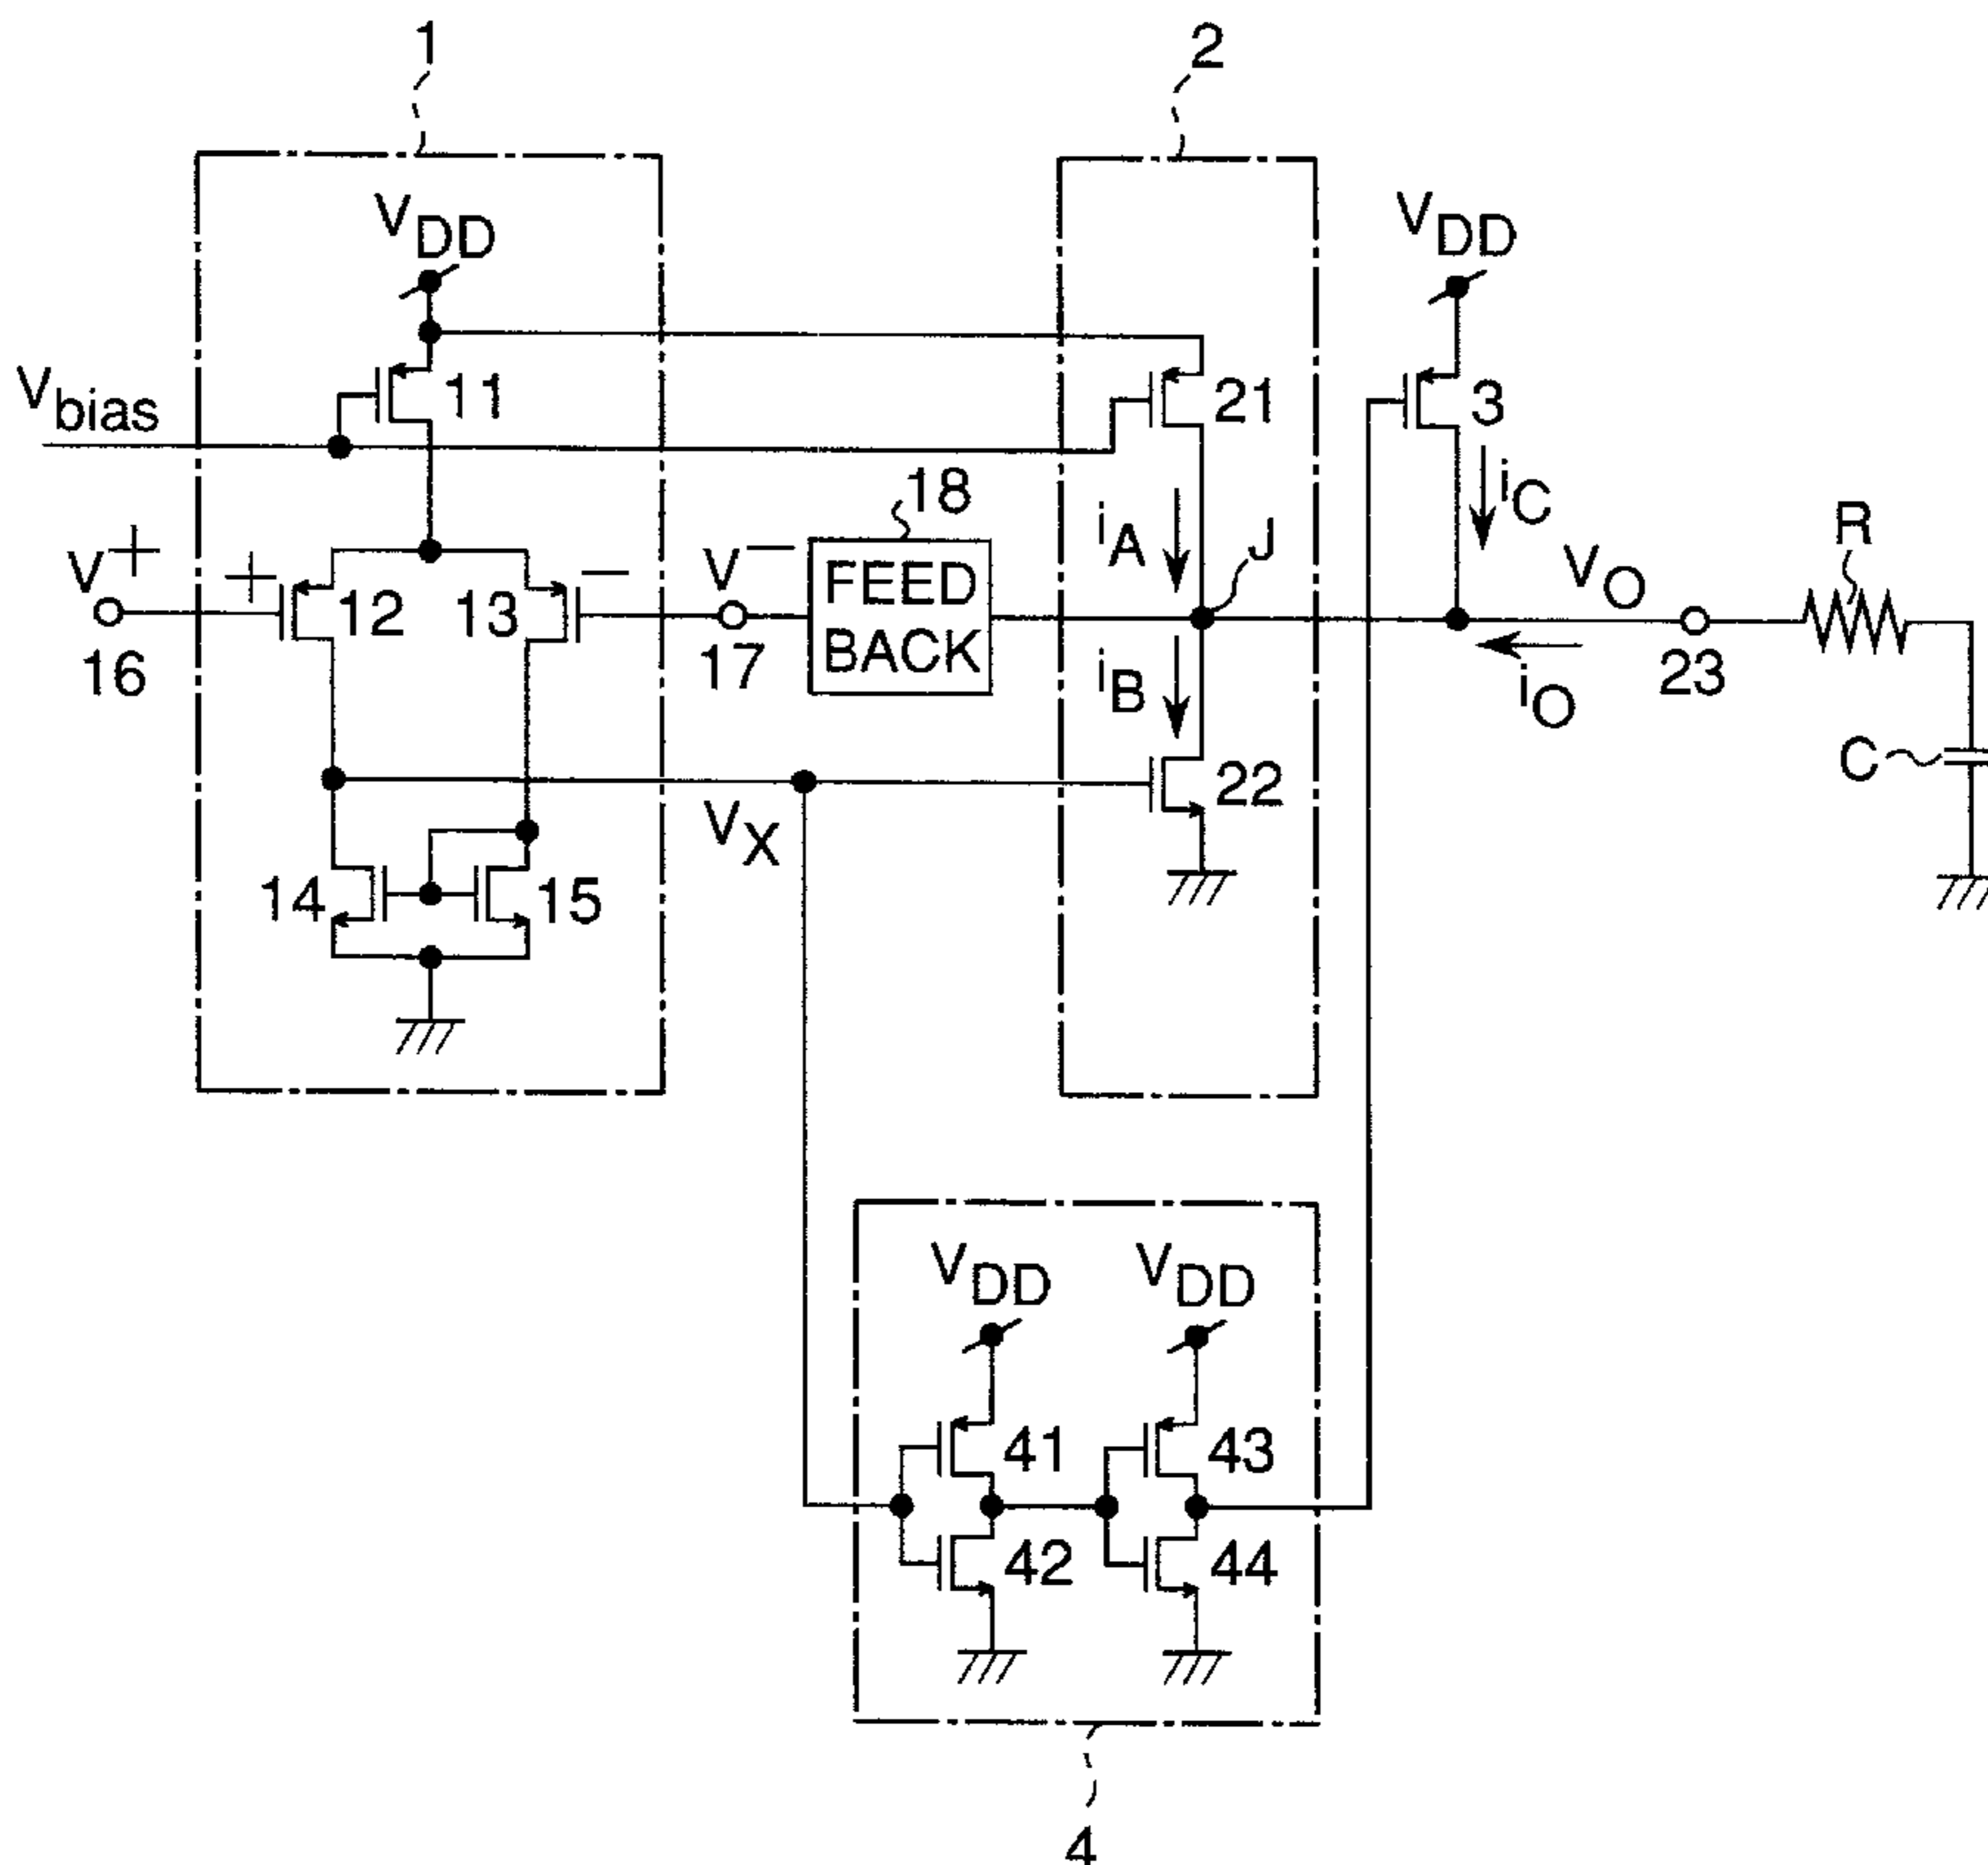 1
2
VDD
VDD
Vbias
11
21
3
iC
18
R
V+
+
12
13
−
V−
FEED
BACK
iA
J
VO
16
17
iB
iO
23
C
VX
22
14
15
VDD
VDD
41
43
42
44
4